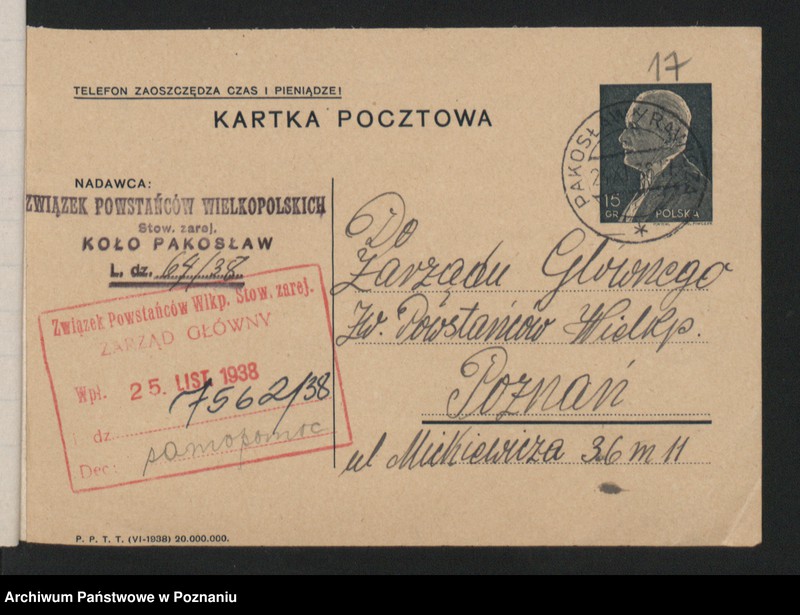 17
TELEFON ZAOSZCZĘDZA CZAS I PIENIĄDZE!
KARTKA POCZTOWA
15 GR. POLSKA
PAKOSŁAW
NADAWCA:
ZWIĄZEK POWSTAŃCÓW WIELKOPOLSKICH
Stow. zarej.
KOŁO PAKOSŁAW
L. dz. 64/38
Związek Powstańców Wlkp. Stow. zarej.
ZARZĄD GŁÓWNY
Wpł. 25. LIST. 1938
L. dz. 7562/38
Dec: samopomoc
Do
Zarządu Głownego
Zw. Powstańców Wielkp.
Poznań
ul Mickiewicza 36 m 11
P. P. T. T. (VI-1938) 20.000.000.
Archiwum Państwowe w Poznaniu